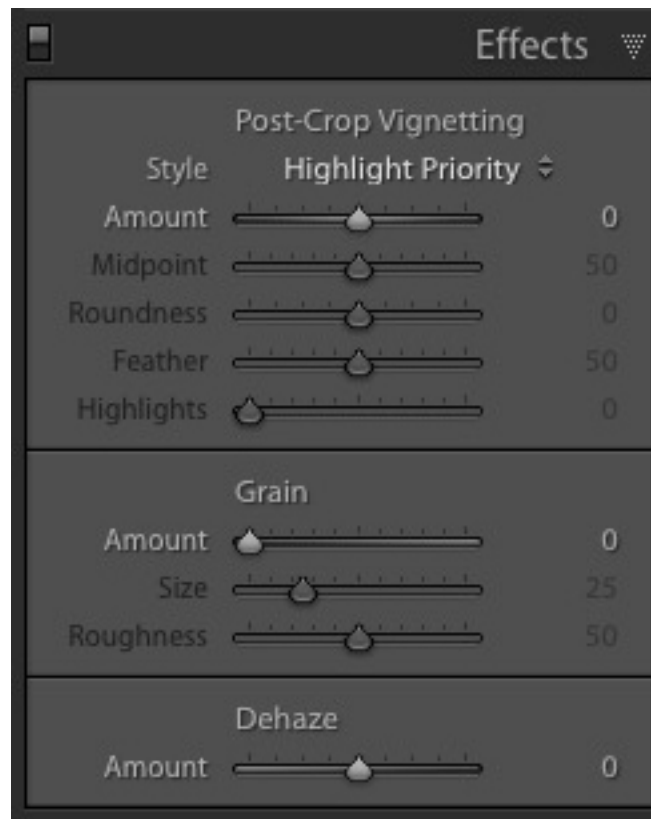 Effects
Post-Crop Vignetting
Style Highlight Priority
Amount 0
Midpoint 50
Roundness 0
Feather 50
Highlights 0
Grain
Amount 0
Size 25
Roughness 50
Dehaze
Amount 0